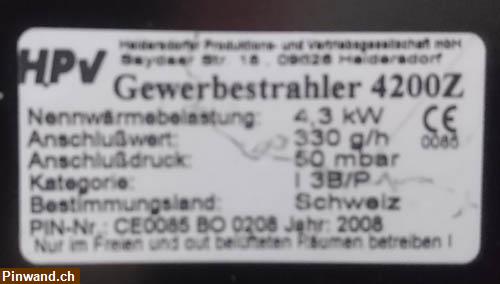 HPV
Heidersdorfer Produktions- und Vertriebsgesellschaft mbH
Seydaer Str. 18, 09526 Heidersdorf
Gewerbestrahler 4200Z
Nennwärmebelastung: 4,3 kW
Anschlußwert: 330 g/h
CE
0085
Anschlußdruck: 50 mbar
Kategorie: I 3B/P
Bestimmungsland: Schweiz
PIN-Nr.: CE0085 BO 0208 Jahr: 2008
Nur im Freien und out belüfteten Räumen betreiben !
Pinwand.ch